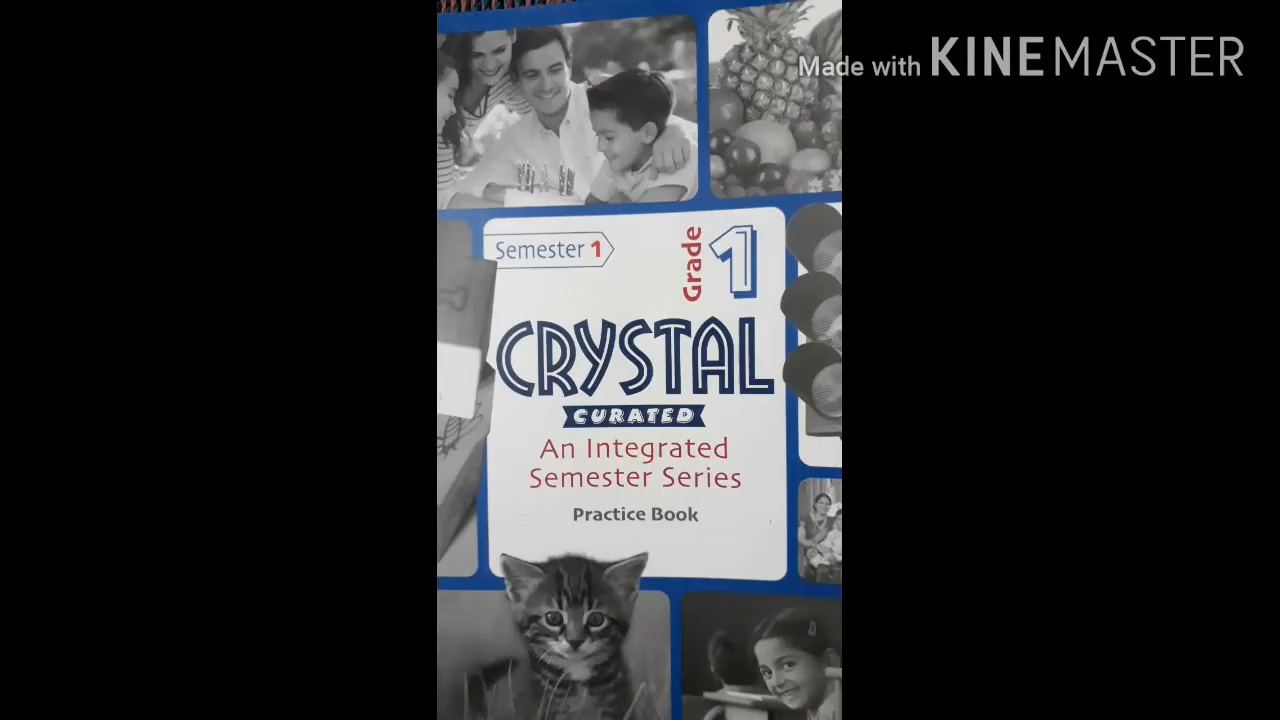 Made with KINEMASTER
Semester 1
Grade 1
CRYSTAL
CURATED
An Integrated
Semester Series
Practice Book